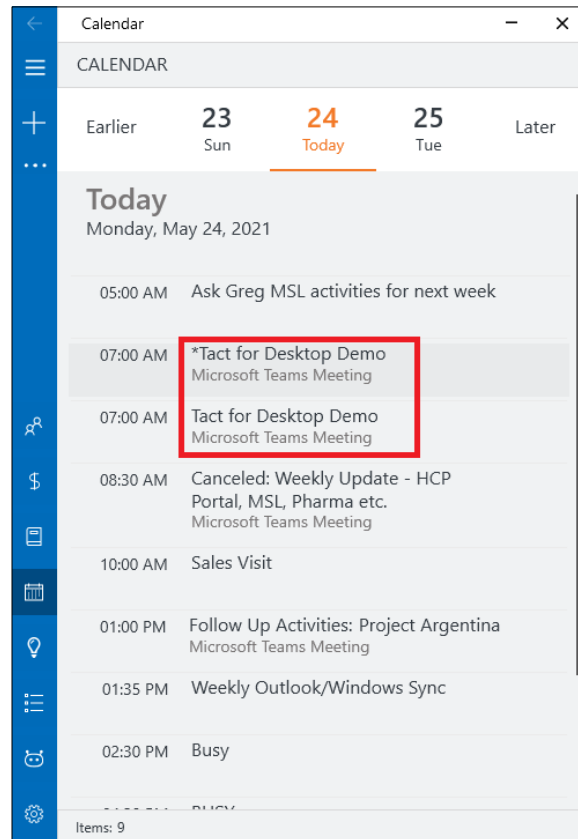 Calendar
CALENDAR
Earlier
23
Sun
24
Today
25
Tue
Later
Today
Monday, May 24, 2021
05:00 AM Ask Greg MSL activities for next week
07:00 AM *Tact for Desktop Demo
Microsoft Teams Meeting
07:00 AM Tact for Desktop Demo
Microsoft Teams Meeting
08:30 AM Canceled: Weekly Update - HCP
Portal, MSL, Pharma etc.
Microsoft Teams Meeting
10:00 AM Sales Visit
01:00 PM Follow Up Activities: Project Argentina
Microsoft Teams Meeting
01:35 PM Weekly Outlook/Windows Sync
02:30 PM Busy
Items: 9